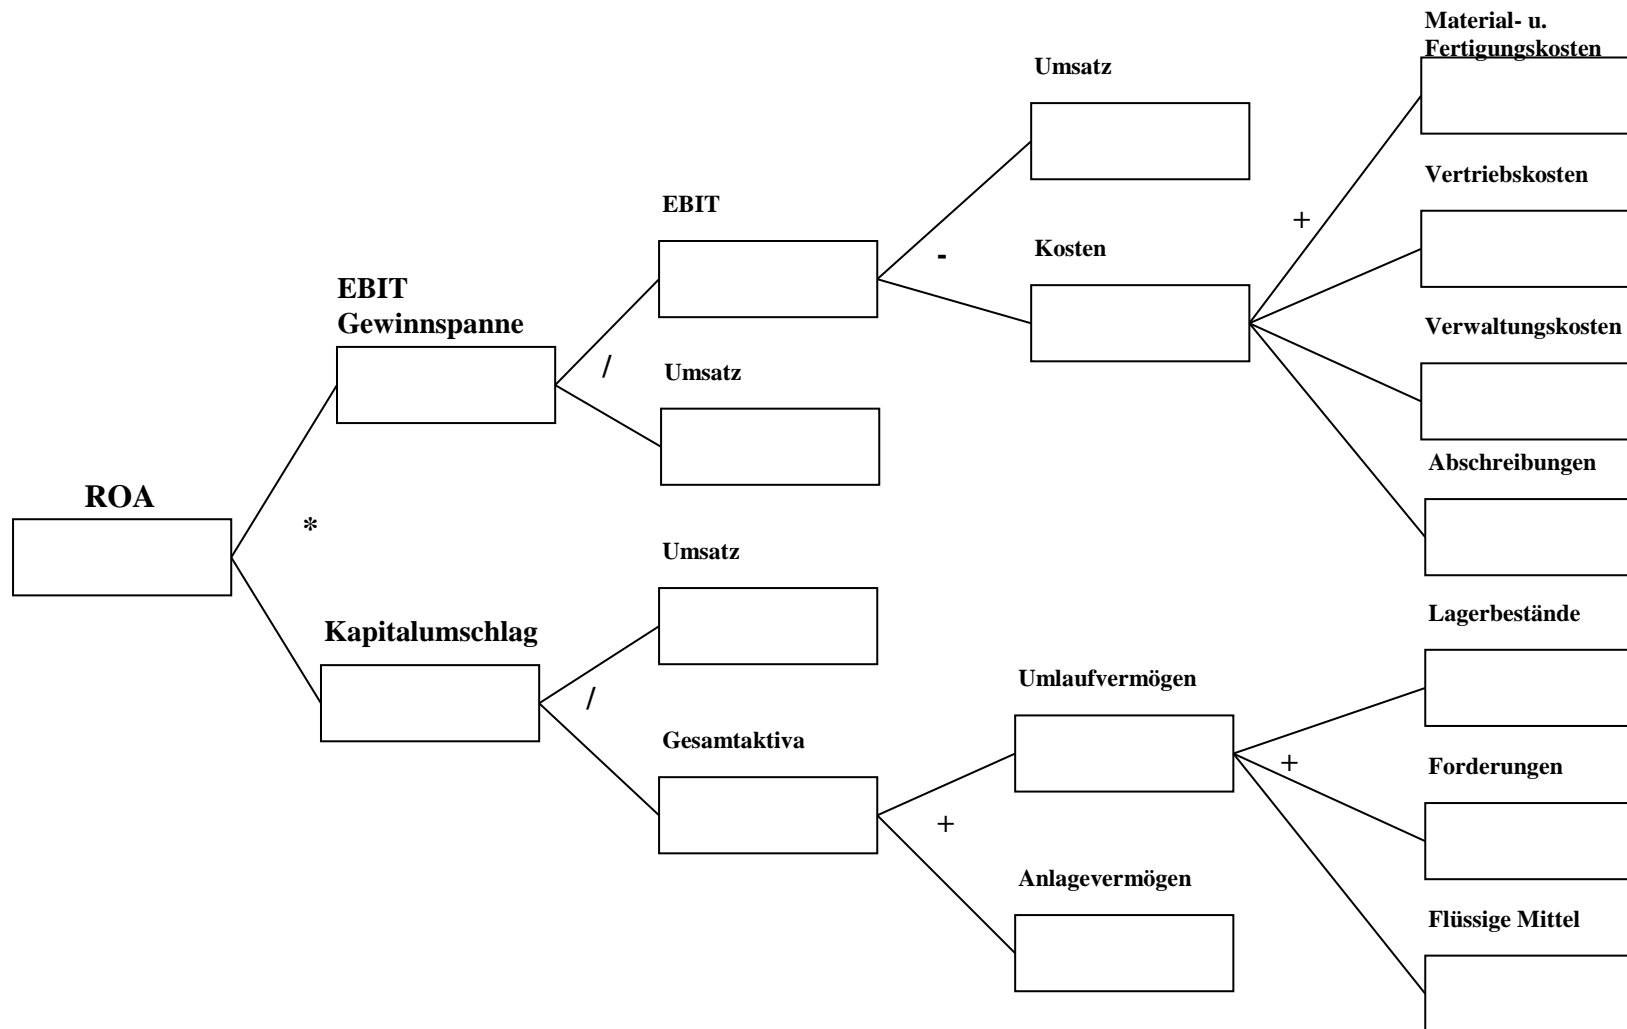 Material- u.
Fertigungskosten
Umsatz
Vertriebskosten
EBIT
+
-
Kosten
EBIT
Gewinnspanne
Verwaltungskosten
/
Umsatz
Abschreibungen
ROA
*
Umsatz
Lagerbestände
Kapitalumschlag
Umlaufvermögen
/
Gesamtaktiva
+
Forderungen
+
Anlagevermögen
Flüssige Mittel